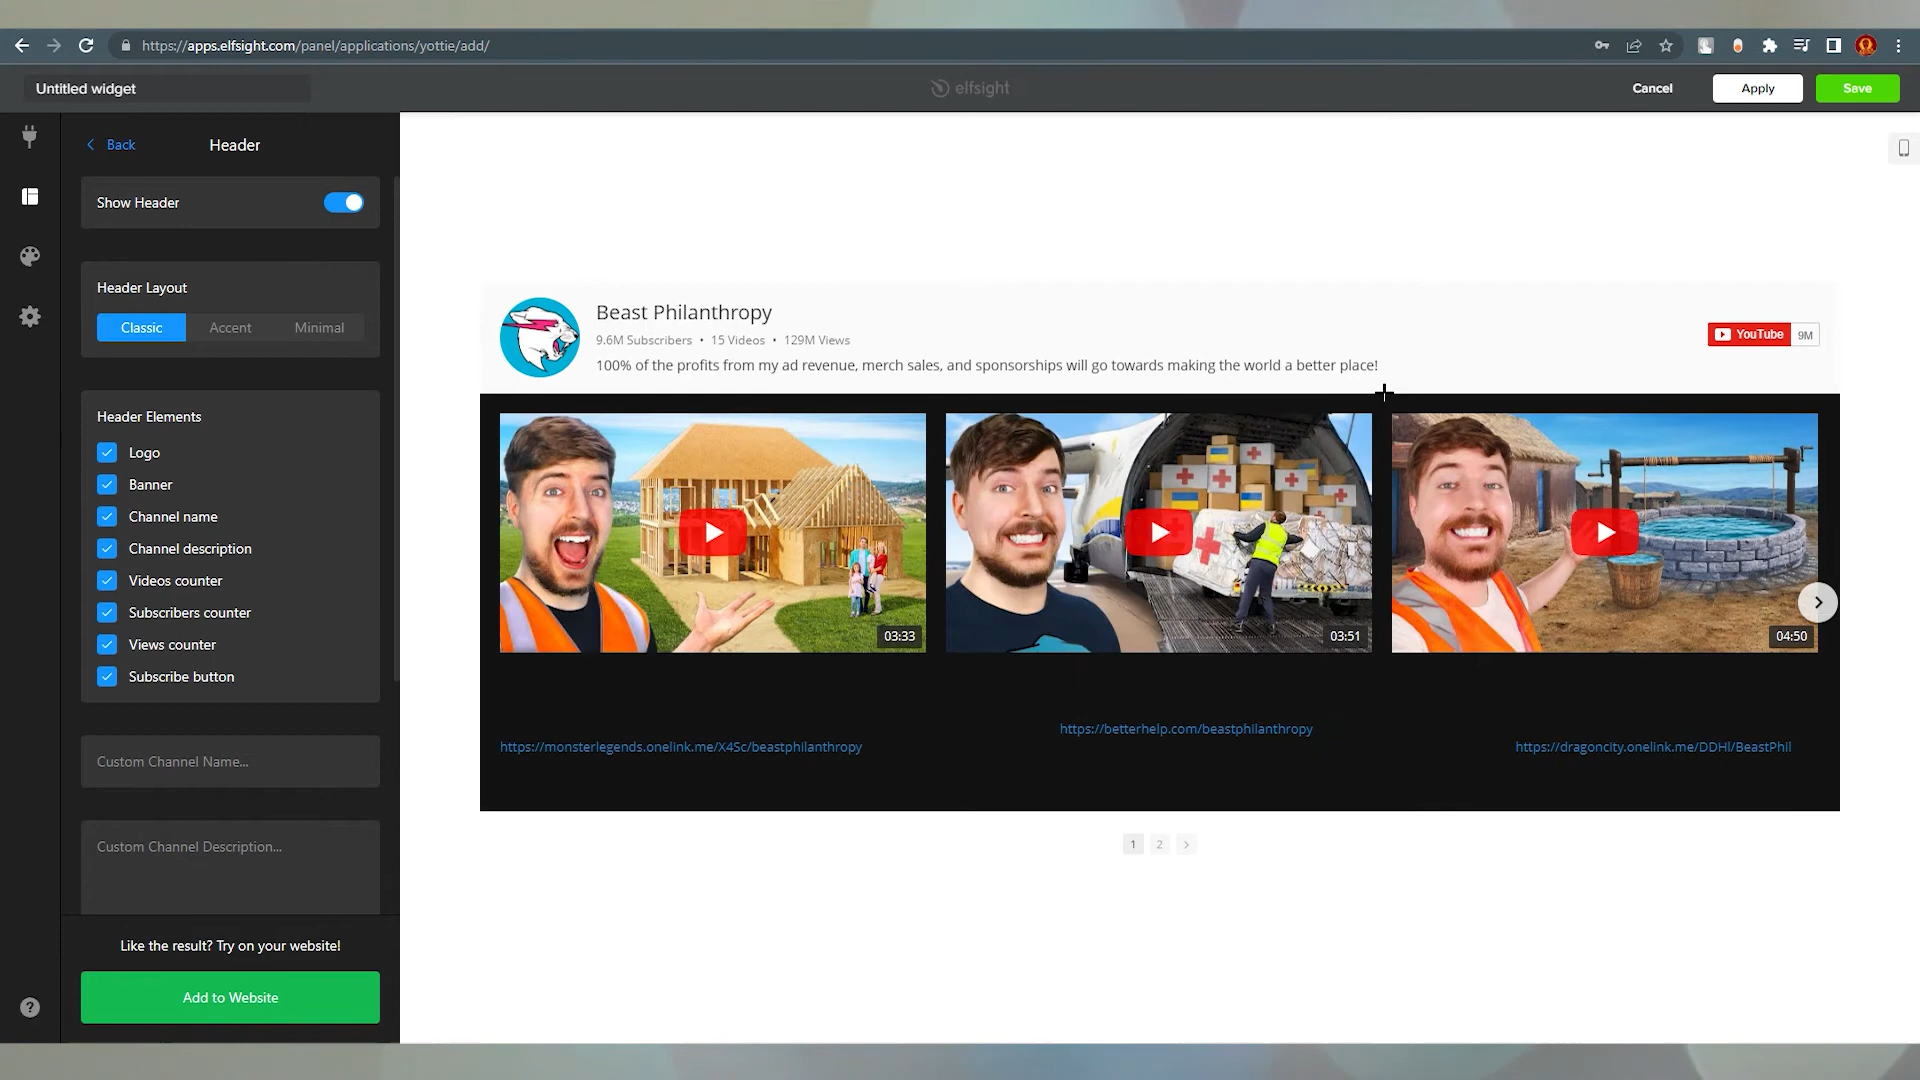 https://apps.elfsight.com/panel/applications/yottie/add/
Untitled widget
elfsight
Cancel
Apply
Save
Back
Header
Show Header
Header Layout
Classic
Accent
Minimal
Header Elements
Logo
Banner
Channel name
Channel description
Videos counter
Subscribers counter
Views counter
Subscribe button
Custom Channel Name...
Custom Channel Description...
Like the result? Try on your website!
Add to Website
Beast Philanthropy
9.6M Subscribers • 15 Videos • 129M Views
100% of the profits from my ad revenue, merch sales, and sponsorships will go towards making the world a better place!
YouTube 9M
03:33
03:51
04:50
https://monsterlegends.onelink.me/X4Sc/beastphilanthropy
https://betterhelp.com/beastphilanthropy
https://dragoncity.onelink.me/DDHl/BeastPhil
1 2